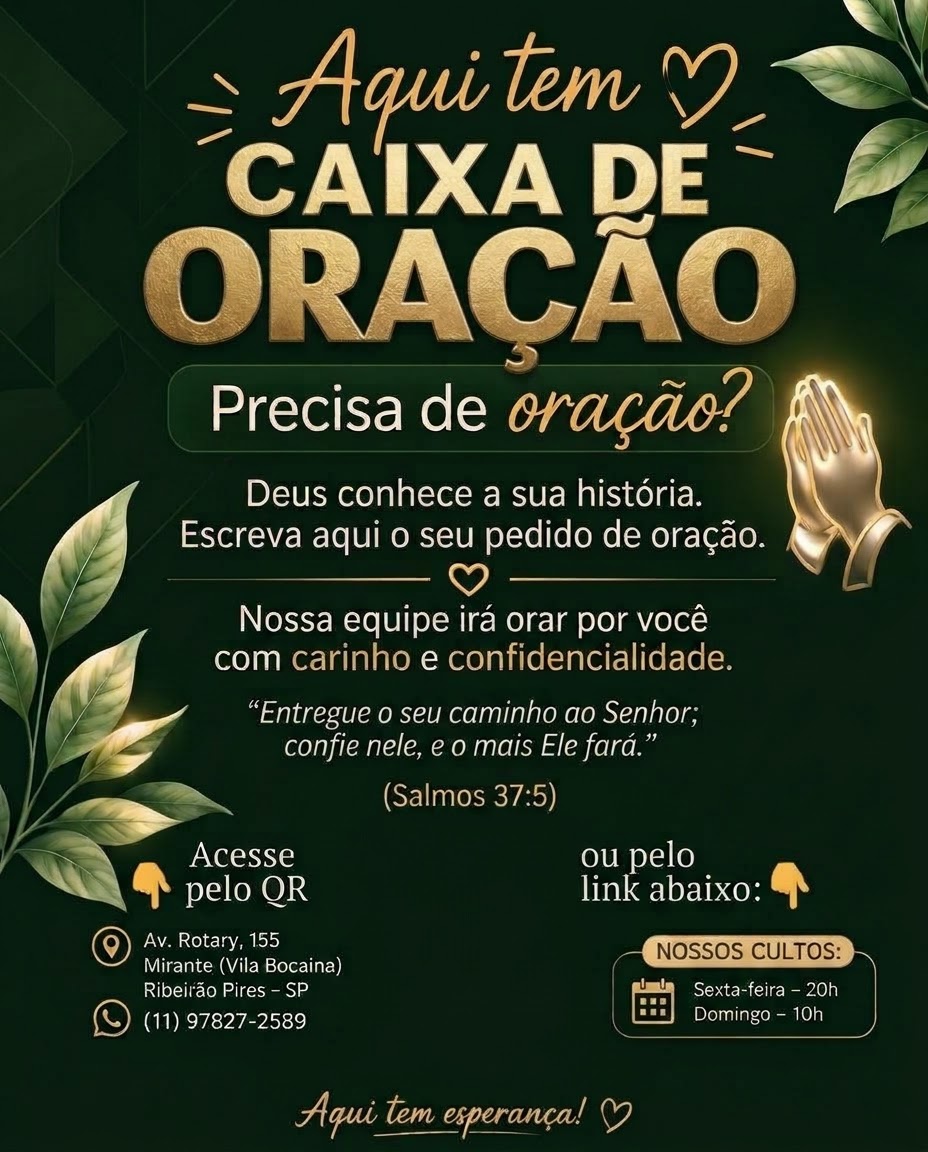 Aqui tem
CAIXA DE
ORAÇÃO
Precisa de oração?
Deus conhece a sua história.
Escreva aqui o seu pedido de oração.
Nossa equipe irá orar por você
com carinho e confidencialidade.
“Entregue o seu caminho ao Senhor;
confie nele, e o mais Ele fará.”
(Salmos 37:5)
Acesse
pelo QR
ou pelo
link abaixo:
Av. Rotary, 155
Mirante (Vila Bocaina)
Ribeirão Pires – SP
(11) 97827-2589
NOSSOS CULTOS:
Sexta-feira – 20h
Domingo – 10h
Aqui tem esperança!